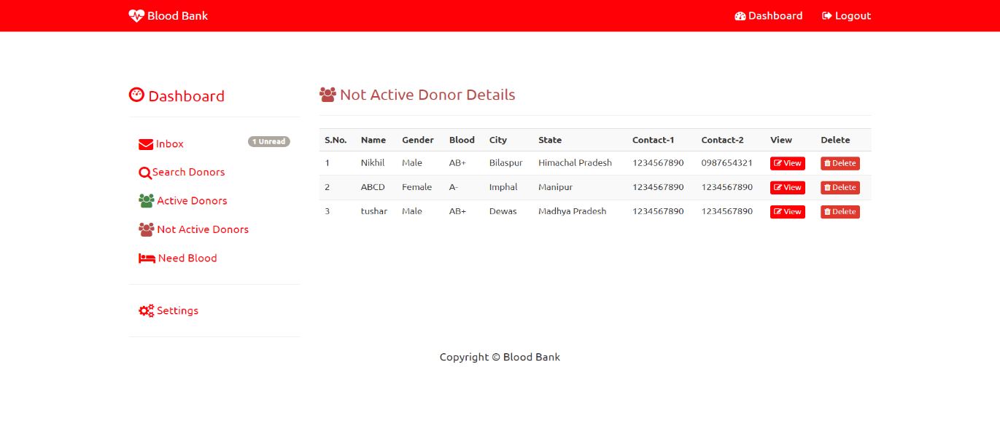 Blood Bank Dashboard Logout
Dashboard
Inbox 1 Unread
Search Donors
Active Donors
Not Active Donors
Need Blood
Settings
Not Active Donor Details
S.No. Name Gender Blood City State Contact-1 Contact-2 View Delete
1 Nikhil Male AB+ Bilaspur Himachal Pradesh 1234567890 0987654321 View Delete
2 ABCD Female A- Imphal Manipur 1234567890 1234567890 View Delete
3 tushar Male AB+ Dewas Madhya Pradesh 1234567890 1234567890 View Delete
Copyright © Blood Bank